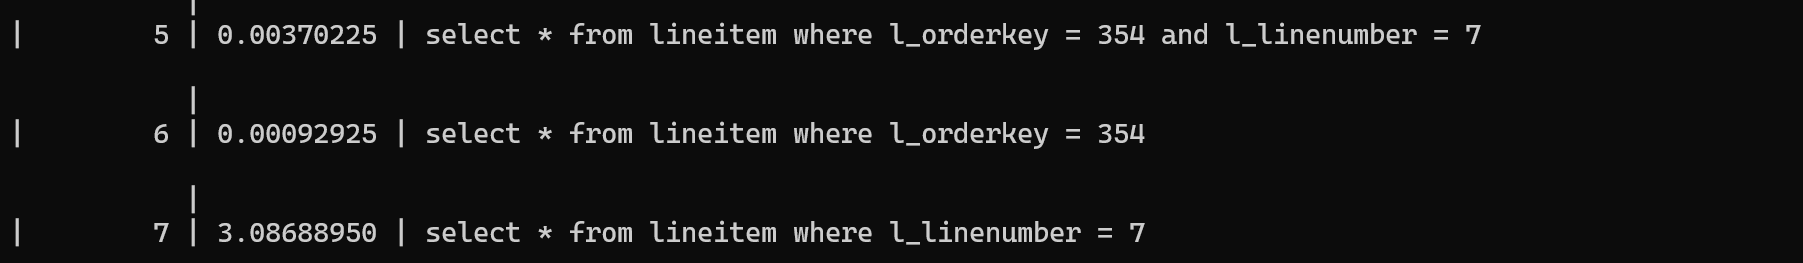 |
|        5 | 0.00370225 | select * from lineitem where l_orderkey = 354 and l_linenumber = 7
|
|        6 | 0.00092925 | select * from lineitem where l_orderkey = 354
|
|        7 | 3.08688950 | select * from lineitem where l_linenumber = 7